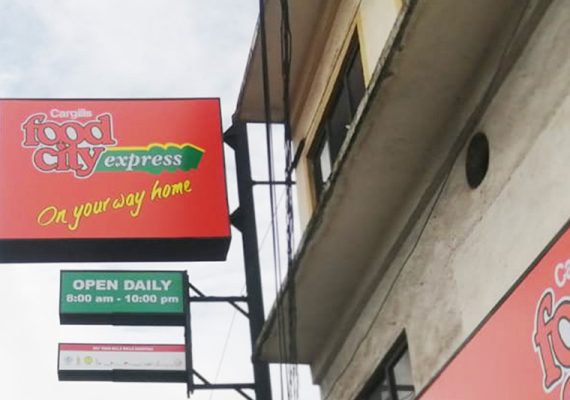 Cargills
food
city express
On your way home
OPEN DAILY
8:00 am - 10:00 pm